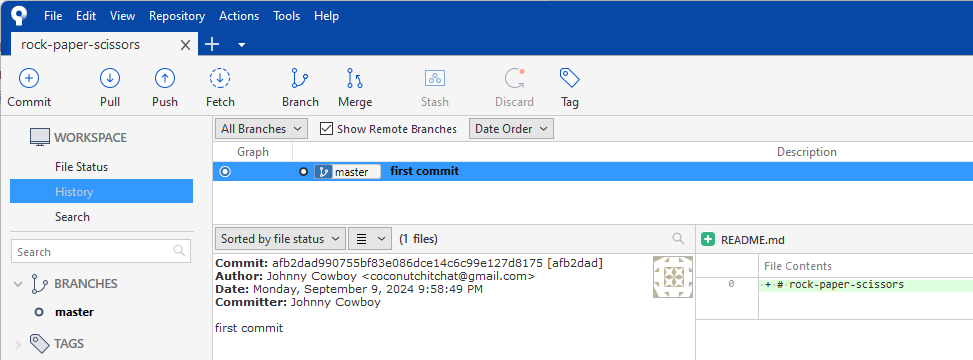 File Edit View Repository Actions Tools Help
rock-paper-scissors
Commit Pull Push Fetch Branch Merge Stash Discard Tag
WORKSPACE
File Status
History
Search
Search
BRANCHES
master
TAGS
All Branches Show Remote Branches Date Order
Graph Description
master first commit
Sorted by file status (1 files)
Commit: afb2dad990755bf83e086dce14c6c99e127d8175 [afb2dad]
Author: Johnny Cowboy <coconutchitchat@gmail.com>
Date: Monday, September 9, 2024 9:58:49 PM
Committer: Johnny Cowboy
first commit
README.md
File Contents
0 + # rock-paper-scissors